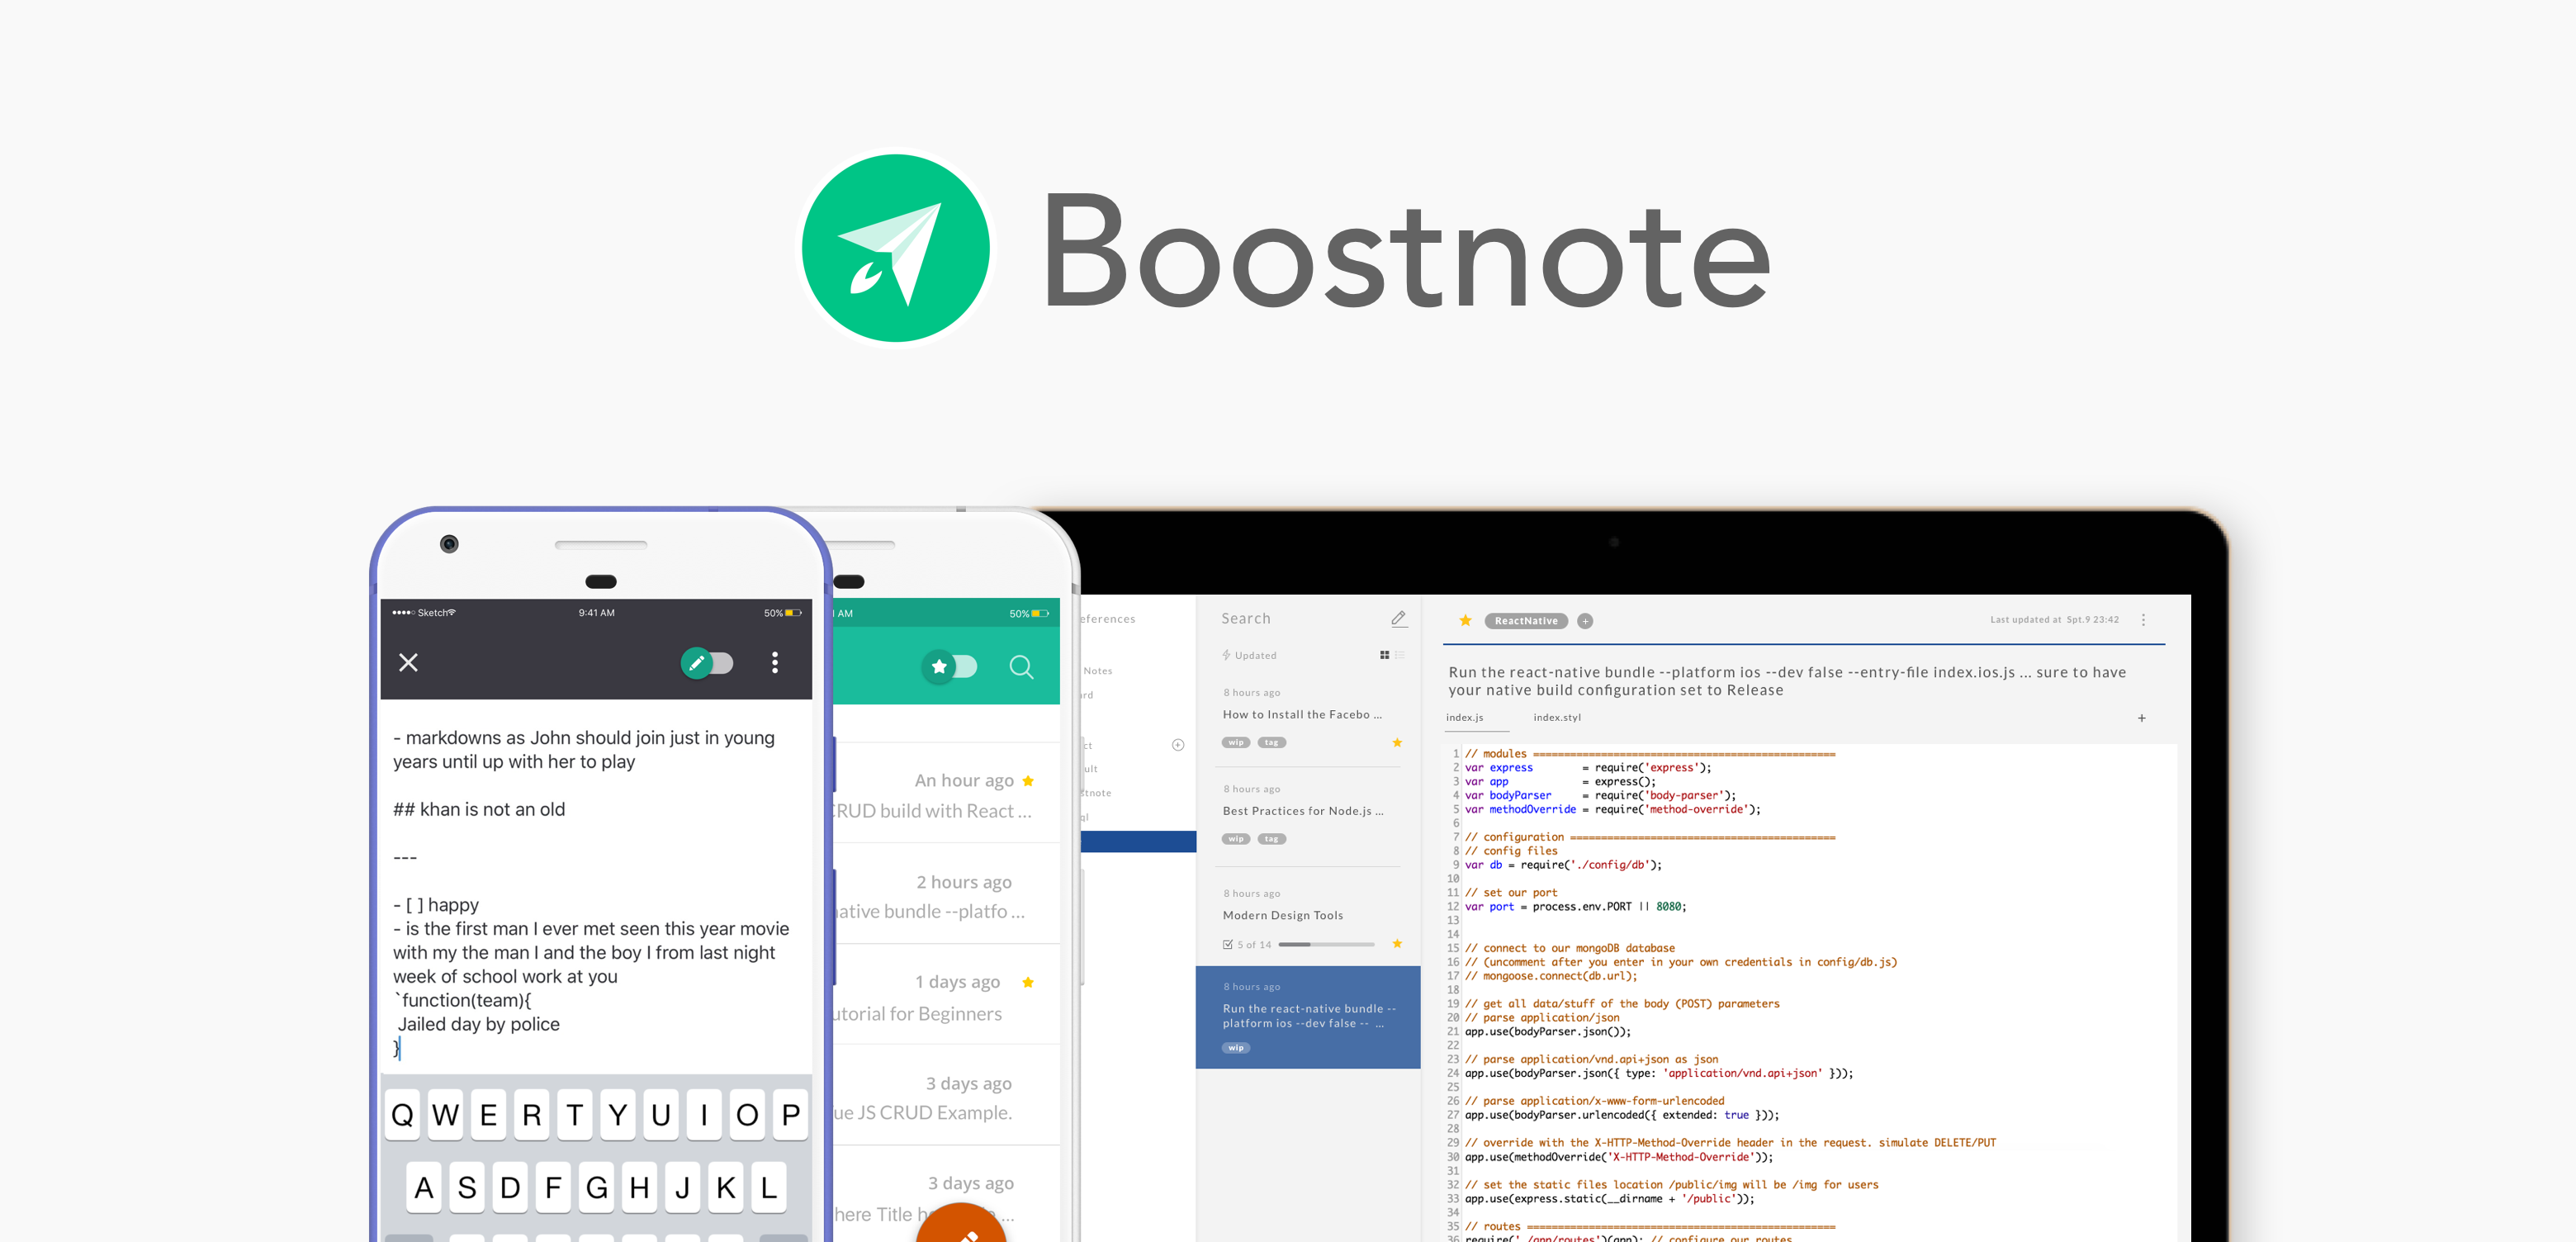 Boostnote
●●●●○ Sketch 9:41 AM 50%
- markdowns as John should join just in young
years until up with her to play
## khan is not an old
---
- [ ] happy
- is the first man I ever met seen this year movie
with my the man I and the boy I from last night
week of school work at you
`function(team){
Jailed day by police
}
Q W E R T Y U I O P
A S D F G H J K L
AM 50%
An hour ago
CRUD build with React ...
2 hours ago
native bundle --platfo ...
1 days ago
utorial for Beginners
3 days ago
ue JS CRUD Example.
3 days ago
here Title h
eferences
Notes
rd
ct
ult
stnote
ql
Search
Updated
8 hours ago
How to Install the Facebo ...
wip tag
8 hours ago
Best Practices for Node.js ...
wip tag
8 hours ago
Modern Design Tools
5 of 14
8 hours ago
Run the react-native bundle --
platform ios --dev false -- ...
wip
ReactNative + Last updated at Spt.9 23:42
Run the react-native bundle --platform ios --dev false --entry-file index.ios.js ... sure to have
your native build configuration set to Release
index.js index.styl +
1 // modules =================================================
2 var express        = require('express');
3 var app            = express();
4 var bodyParser     = require('body-parser');
5 var methodOverride = require('method-override');
6
7 // configuration ===========================================
8 // config files
9 var db = require('./config/db');
10
11 // set our port
12 var port = process.env.PORT || 8080;
13
14
15 // connect to our mongoDB database
16 // (uncomment after you enter in your own credentials in config/db.js)
17 // mongoose.connect(db.url);
18
19 // get all data/stuff of the body (POST) parameters
20 // parse application/json
21 app.use(bodyParser.json());
22
23 // parse application/vnd.api+json as json
24 app.use(bodyParser.json({ type: 'application/vnd.api+json' }));
25
26 // parse application/x-www-form-urlencoded
27 app.use(bodyParser.urlencoded({ extended: true }));
28
29 // override with the X-HTTP-Method-Override header in the request. simulate DELETE/PUT
30 app.use(methodOverride('X-HTTP-Method-Override'));
31
32 // set the static files location /public/img will be /img for users
33 app.use(express.static(__dirname + '/public'));
34
35 // routes ==================================================
36 require('./app/routes')(app); // configure our routes